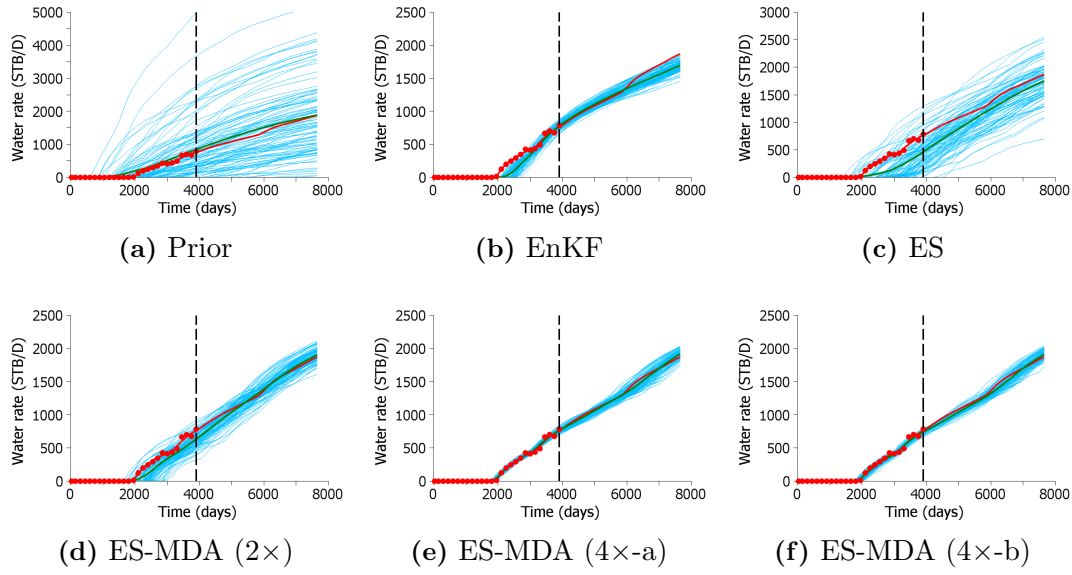 5000
4000
3000
2000
1000
0
Water rate (STB/D)
0 2000 4000 6000 8000
Time (days)
(a) Prior
2500
2000
1500
1000
500
0
Water rate (STB/D)
0 2000 4000 6000 8000
Time (days)
(b) EnKF
3000
2500
2000
1500
1000
500
0
Water rate (STB/D)
0 2000 4000 6000 8000
Time (days)
(c) ES
2500
2000
1500
1000
500
0
Water rate (STB/D)
0 2000 4000 6000 8000
Time (days)
(d) ES-MDA (2×)
2500
2000
1500
1000
500
0
Water rate (STB/D)
0 2000 4000 6000 8000
Time (days)
(e) ES-MDA (4×-a)
2500
2000
1500
1000
500
0
Water rate (STB/D)
0 2000 4000 6000 8000
Time (days)
(f) ES-MDA (4×-b)